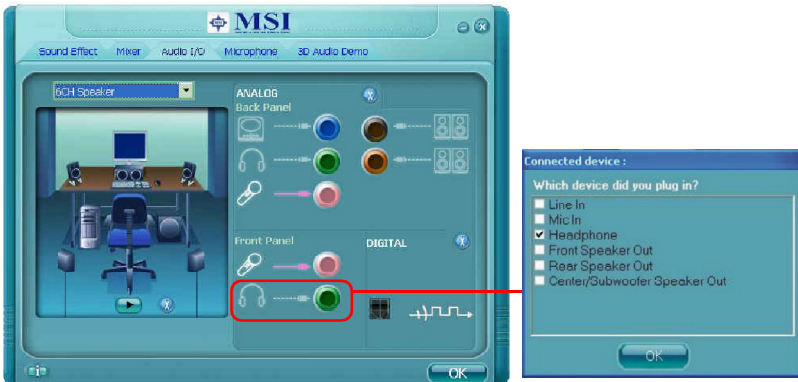 MSI
Sound Effect Mixer Audio I/O Microphone 3D Audio Demo
6CH Speaker
ANALOG
Back Panel
Front Panel
DIGITAL
OK
Connected device :
Which device did you plug in?
Line In
Mic In
Headphone
Front Speaker Out
Rear Speaker Out
Center/Subwoofer Speaker Out
OK